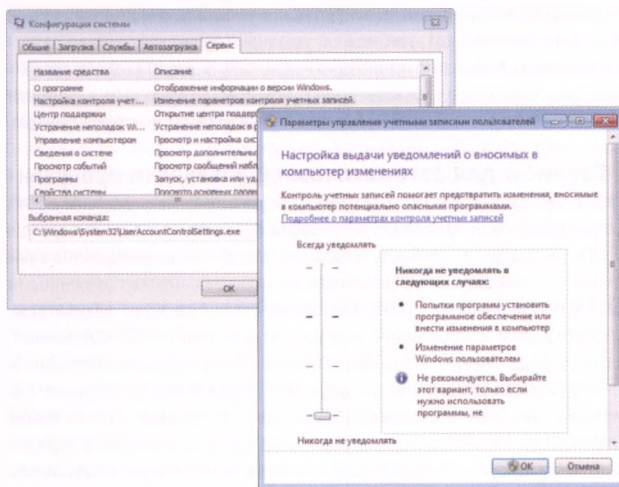 Конфигурация системы
Общие Загрузка Службы Автозагрузка Сервис
Название средства Описание
О программе Отображение информации о версии Windows.
Настройка контроля учет... Изменение параметров контроля учетных записей.
Центр поддержки Открытие центра поддер
Устранение неполадок Wi... Устранение неполадок в р
Управление компьютером Просмотр и настройка сис
Сведения о системе Просмотр дополнительны
Просмотр событий Просмотр сообщений набл
Программы Запуск, установка или уд
Свойства системы Просмотр основных
Выбранная команда:
C:\Windows\System32\UserAccountControlSettings.exe
ОК
Параметры управления учетными записями пользователей
Настройка выдачи уведомлений о вносимых в
компьютер изменениях
Контроль учетных записей помогает предотвратить изменения, вносимые
в компьютер потенциально опасными программами.
Подробнее о параметрах контроля учетных записей
Всегда уведомлять
Никогда не уведомлять в
следующих случаях:
Попытки программ установить
программное обеспечение или
внести изменения в компьютер
Изменение параметров
Windows пользователем
Не рекомендуется. Выбирайте
этот вариант, только если
нужно использовать
программы, не
Никогда не уведомлять
ОК Отмена